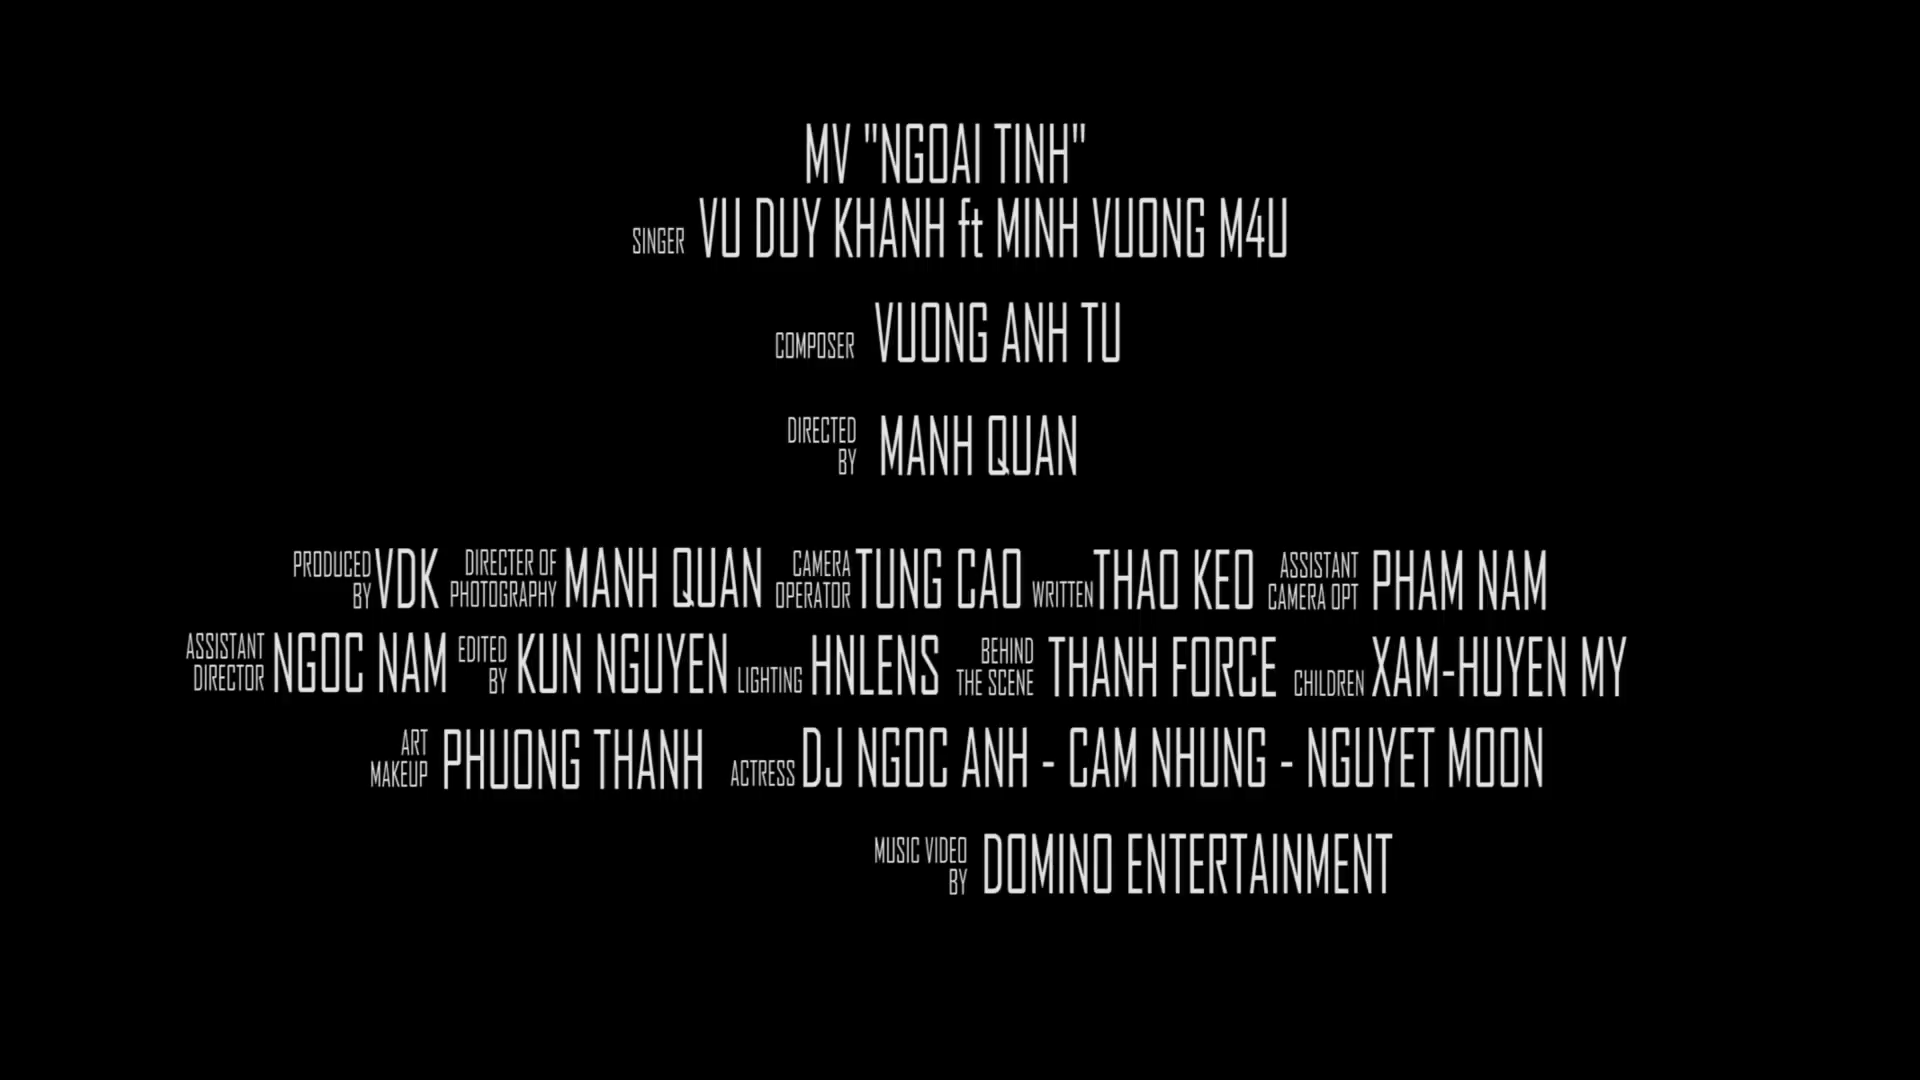 MV "NGOAI TINH"
SINGER VU DUY KHANH ft MINH VUONG M4U
COMPOSER VUONG ANH TU
DIRECTED BY MANH QUAN
PRODUCED BY VDK DIRECTER OF PHOTOGRAPHY MANH QUAN CAMERA OPERATOR TUNG CAO WRITTEN THAO KEO ASSISTANT CAMERA OPT PHAM NAM
ASSISTANT DIRECTOR NGOC NAM EDITED BY KUN NGUYEN LIGHTING HNLENS BEHIND THE SCENE THANH FORCE CHILDREN XAM-HUYEN MY
ART MAKEUP PHUONG THANH ACTRESS DJ NGOC ANH - CAM NHUNG - NGUYET MOON
MUSIC VIDEO BY DOMINO ENTERTAINMENT